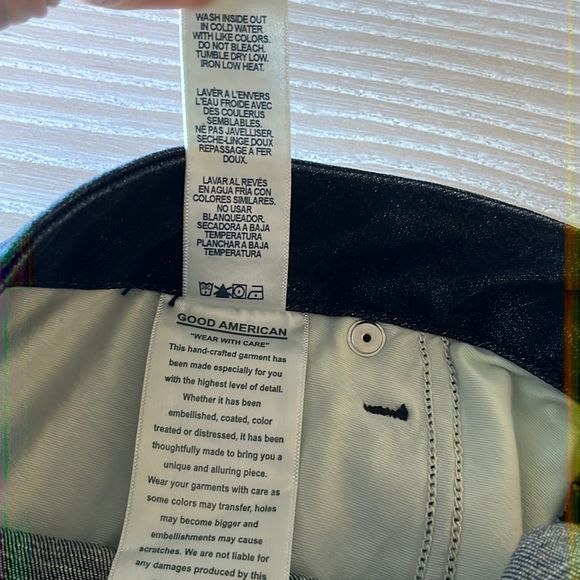 WASH INSIDE OUT
IN COLD WATER
WITH LIKE COLORS.
DO NOT BLEACH.
TUMBLE DRY LOW.
IRON LOW HEAT.
LAVÉR A L'ENVERS
L'EAU FROIDE AVEC
DES COULERUS
SEMBLABLES.
NÉ PAS JAVELLISER.
SECHE-LINGE DOUX
REPASSAGE A FER
DOUX.
LAVAR AL REVÉS
EN AGUA FRIA CON
COLORES SIMILARES.
NO USAR
BLANQUEADOR.
SECADORA A BAJA
TEMPERATURA
PLANCHAR A BAJA
TEMPERATURA
GOOD AMERICAN
"WEAR WITH CARE"
This hand-crafted garment has
been made especially for you
with the highest level of detail.
Whether it has been
embellished, coated, color
treated or distressed, it has been
thoughtfully made to bring you a
unique and alluring piece.
Wear your garments with care as
some colors may transfer, holes
may become bigger and
embellishments may cause
scratches. We are not liable for
any damages produced by this